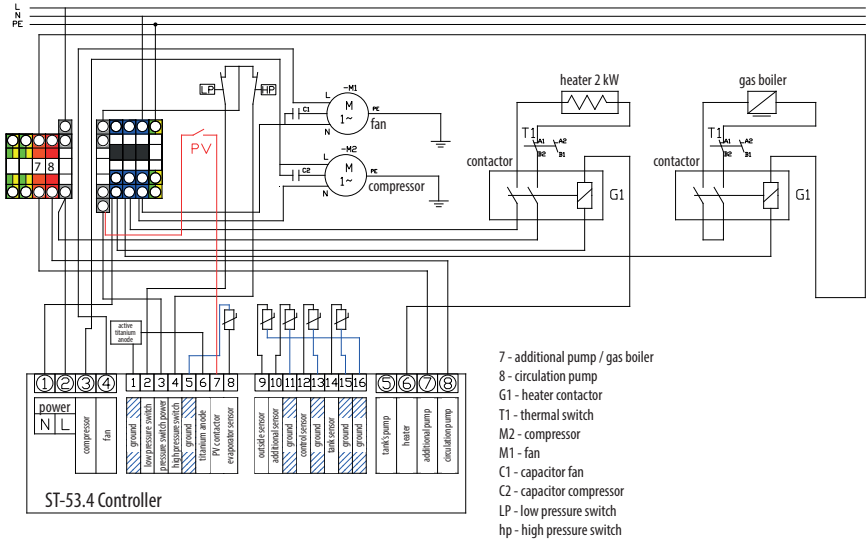 L
N
PE
LP
HP
-M1
L
M
1~
C1
PE
N
fan
-M2
L
M
1~
C2
PE
N
compressor
PV
7 8
heater 2 kW
gas boiler
T1
A1 A2
B2 B1
T1
A1 A2
B2 B1
contactor
contactor
G1
G1
active
titanium
anode
1 2 3 4
1 2 3 4 5 6 7 8
9 10 11 12 13 14 15 16
5 6 7 8
power
N L
compressor
fan
ground
low pressure switch
pressure switch power
high pressure switch
ground
titanium anode
PV contactor
evaporator sensor
outside sensor
additional sensor
ground
control sensor
ground
tank sensor
ground
ground
tank's pump
heater
additional pump
circulation pump
ST-53.4 Controller
7 - additional pump / gas boiler
8 - circulation pump
G1 - heater contactor
T1 - thermal switch
M2 - compressor
M1 - fan
C1 - capacitor fan
C2 - capacitor compressor
LP - low pressure switch
hp - high pressure switch